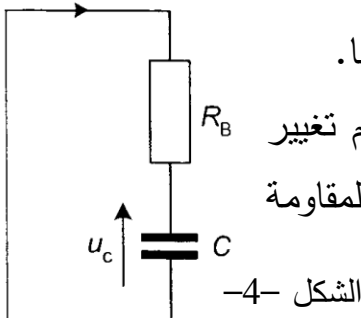 ا.
م تغيير
R_B
لمقاومة
u_c
C
الشكل -4-